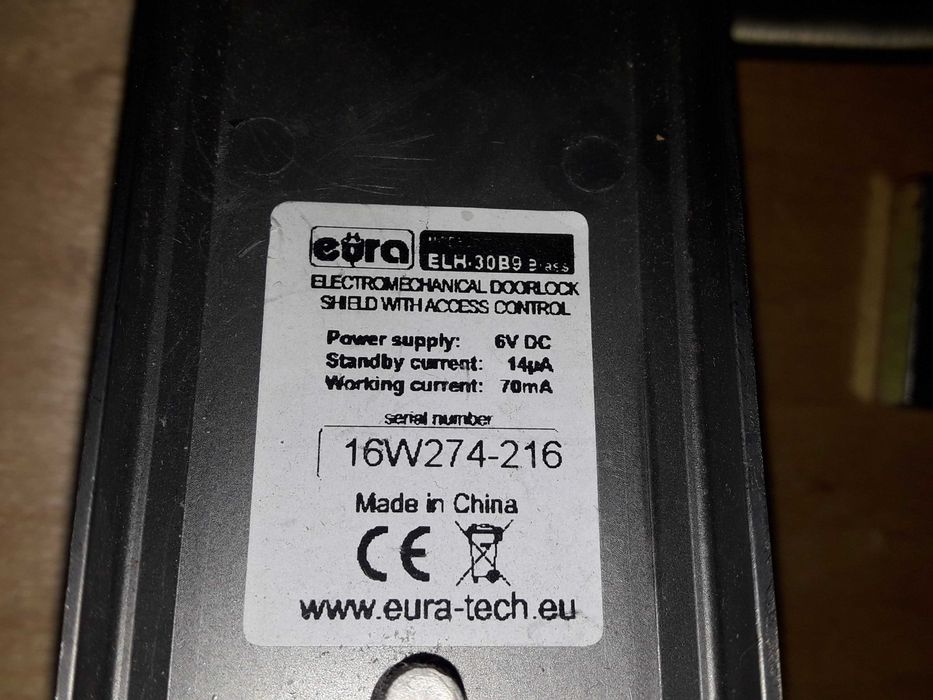 eura
ELH-30B9 Brass
ELECTROMECHANICAL DOORLOCK
SHIELD WITH ACCESS CONTROL
Power supply: 6V DC
Standby current: 14µA
Working current: 70mA
serial number
16W274-216
Made in China
CE
www.eura-tech.eu